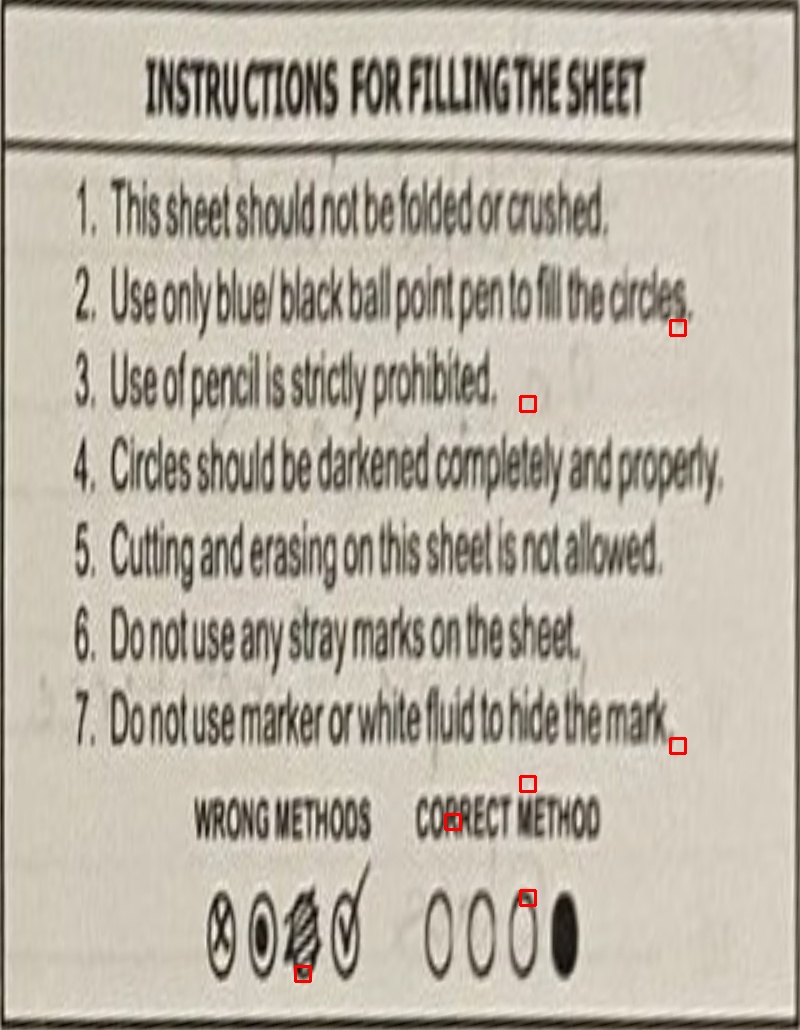 INSTRUCTIONS FOR FILLING THE SHEET
1. This sheet should not be folded or crushed.
2. Use only blue/ black ball point pen to fill the circles.
3. Use of pencil is strictly prohibited.
4. Circles should be darkened completely and properly.
5. Cutting and erasing on this sheet is not allowed.
6. Do not use any stray marks on the sheet.
7. Do not use marker or white fluid to hide the mark.
WRONG METHODS CORRECT METHOD